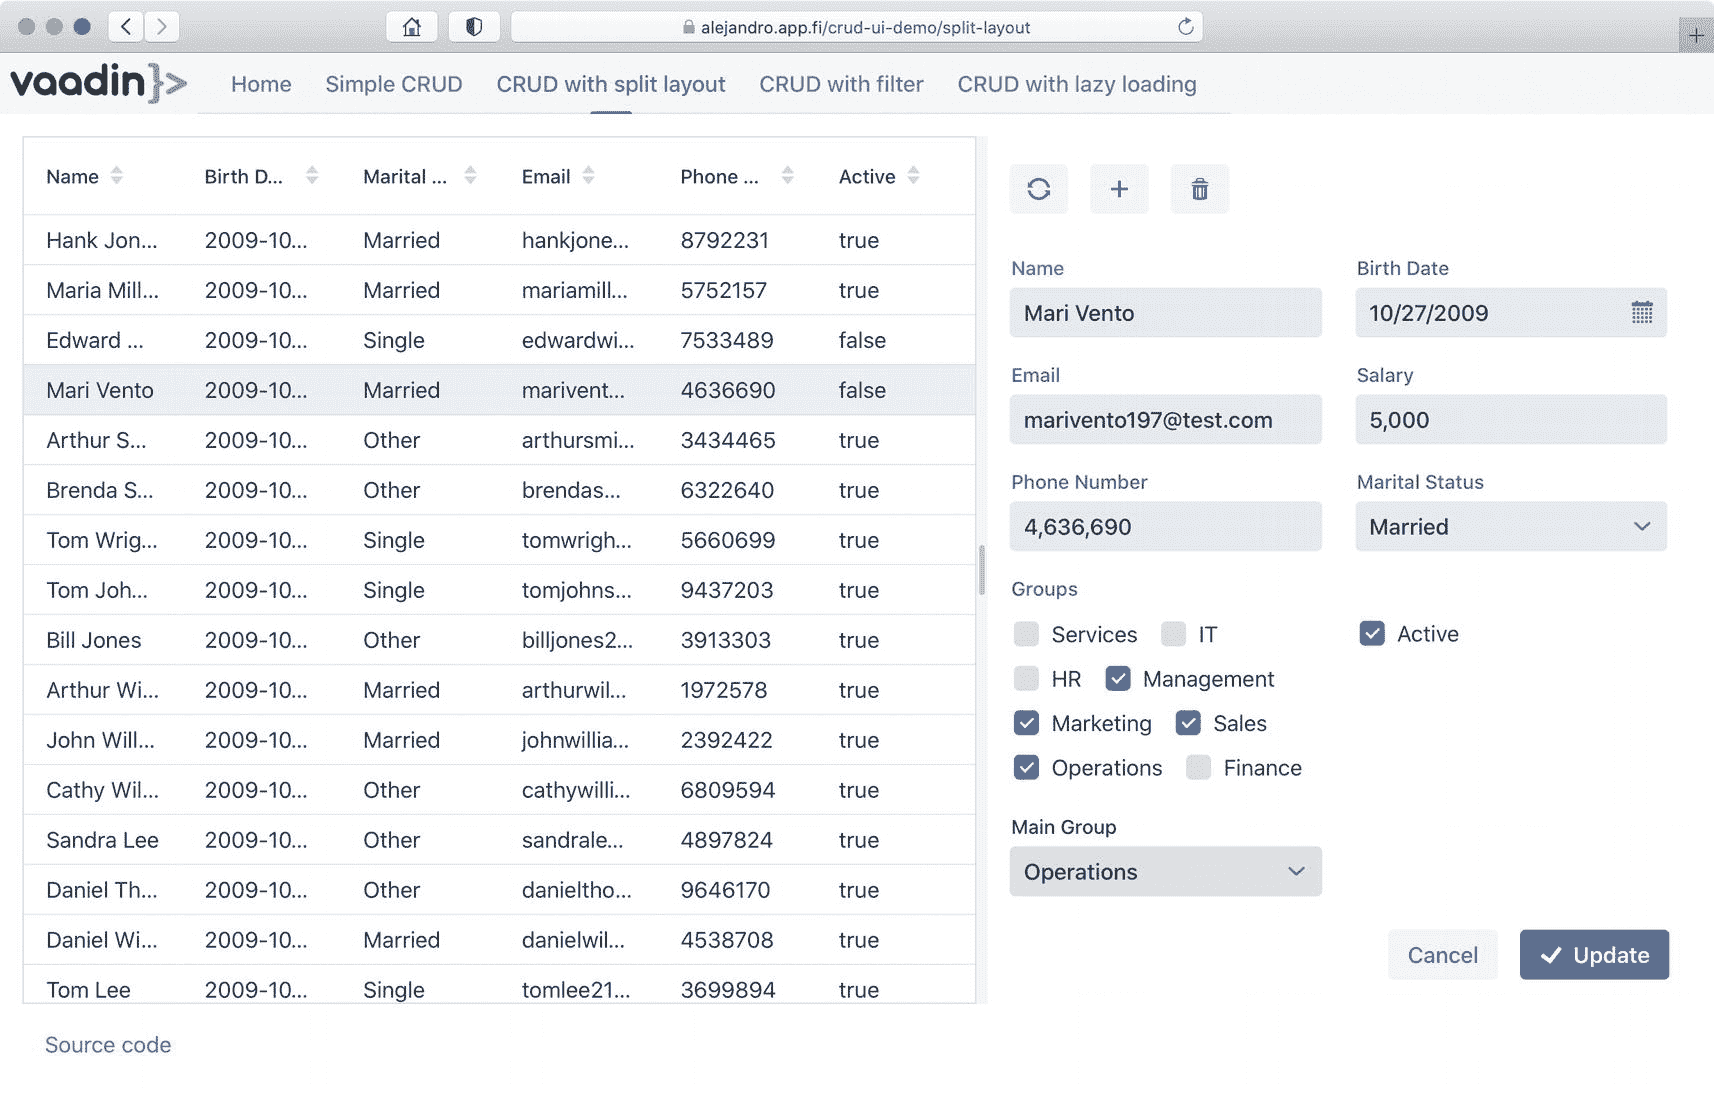 alejandro.app.fi/crud-ui-demo/split-layout
vaadin}>
Home Simple CRUD CRUD with split layout CRUD with filter CRUD with lazy loading
Name Birth D... Marital ... Email Phone ... Active
Hank Jon... 2009-10... Married hankjone... 8792231 true
Maria Mill... 2009-10... Married mariamill... 5752157 true
Edward ... 2009-10... Single edwardwi... 7533489 false
Mari Vento 2009-10... Married marivent... 4636690 false
Arthur S... 2009-10... Other arthursmi... 3434465 true
Brenda S... 2009-10... Other brendas... 6322640 true
Tom Wrig... 2009-10... Single tomwrigh... 5660699 true
Tom Joh... 2009-10... Single tomjohns... 9437203 true
Bill Jones 2009-10... Other billjones2... 3913303 true
Arthur Wi... 2009-10... Married arthurwil... 1972578 true
John Will... 2009-10... Married johnwillia... 2392422 true
Cathy Wil... 2009-10... Other cathywilli... 6809594 true
Sandra Lee 2009-10... Other sandrale... 4897824 true
Daniel Th... 2009-10... Other danieltho... 9646170 true
Daniel Wi... 2009-10... Married danielwil... 4538708 true
Tom Lee 2009-10... Single tomlee21... 3699894 true
Name Birth Date
Mari Vento 10/27/2009
Email Salary
marivento197@test.com 5,000
Phone Number Marital Status
4,636,690 Married
Groups
Services IT Active
HR Management
Marketing Sales
Operations Finance
Main Group
Operations
Cancel Update
Source code